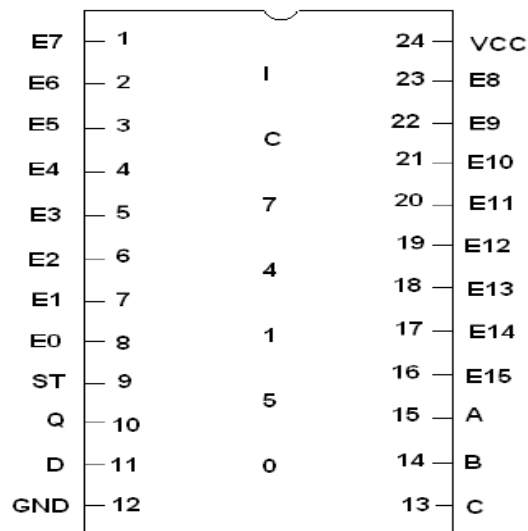 E7 1 I 24 VCC
E6 2 23 E8
E5 3 C 22 E9
E4 4 21 E10
E3 5 7 20 E11
E2 6 4 19 E12
E1 7 18 E13
E0 8 1 17 E14
ST 9 16 E15
Q 10 5 15 A
D 11 0 14 B
GND 12 13 C